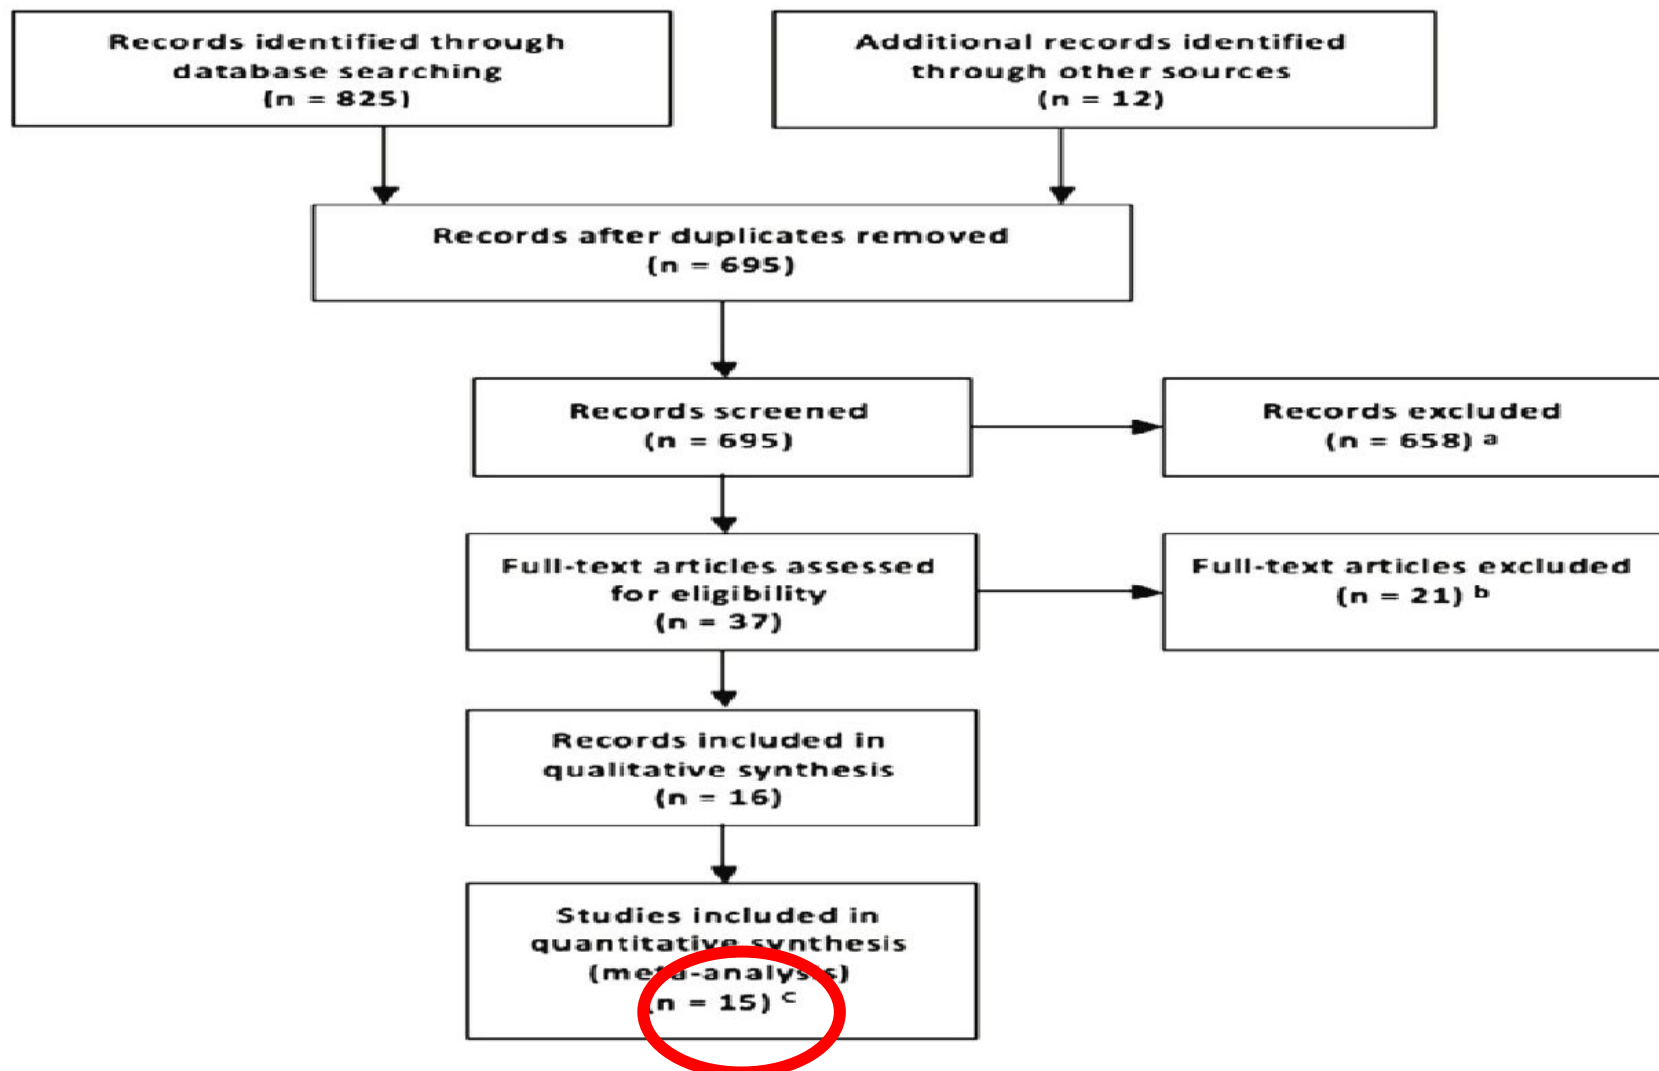 Records identified through
database searching
(n = 825)
Additional records identified
through other sources
(n = 12)
Records after duplicates removed
(n = 695)
Records screened
(n = 695)
Records excluded
(n = 658) a
Full-text articles assessed
for eligibility
(n = 37)
Full-text articles excluded
(n = 21) b
Records included in
qualitative synthesis
(n = 16)
Studies included in
quantitative synthesis
(meta-analysis)
(n = 15) c